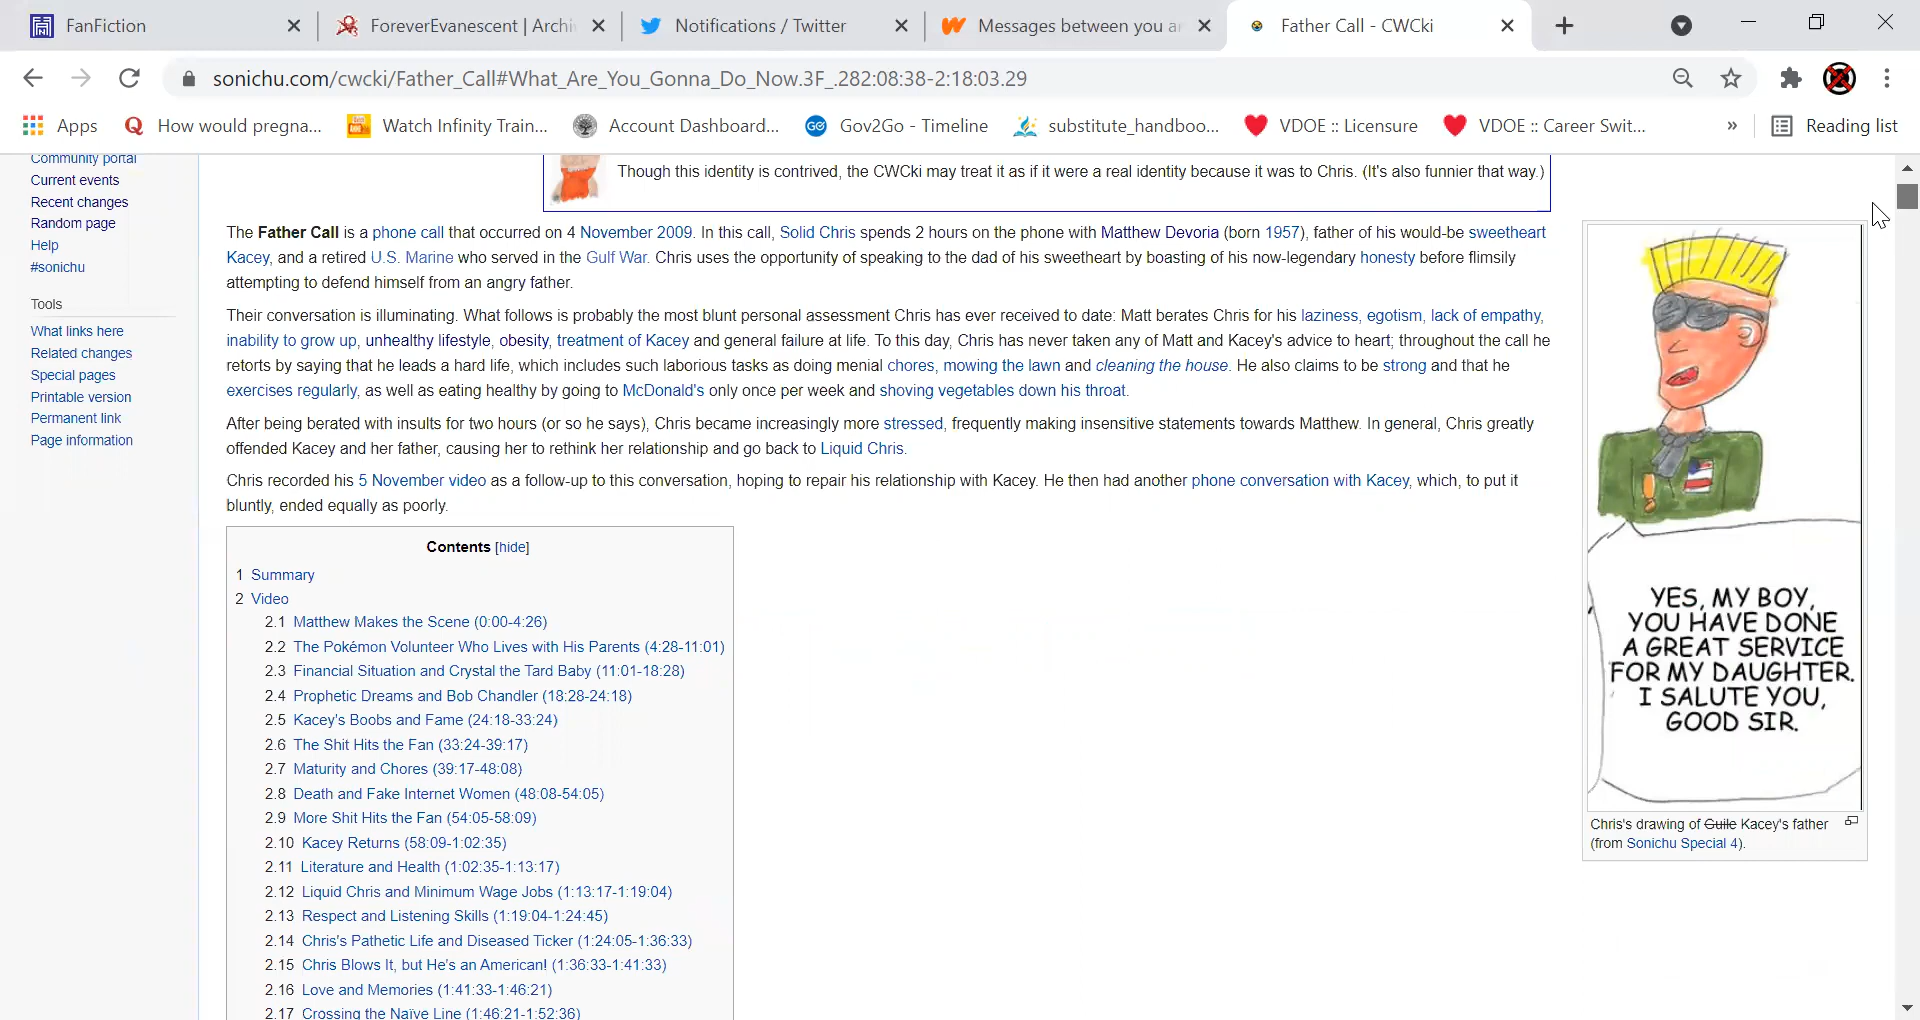 FanFiction
ForeverEvanescent | Archi
Notifications / Twitter
Messages between you a
Father Call - CWCki
sonichu.com/cwcki/Father_Call#What_Are_You_Gonna_Do_Now.3F_.282:08:38-2:18:03.29
Apps
How would pregna...
Watch Infinity Train...
Account Dashboard...
GO
Gov2Go - Timeline
substitute_handboo...
VDOE :: Licensure
VDOE :: Career Swit...
»
Reading list
Community portal
Current events
Recent changes
Random page
Help
#sonichu
Tools
What links here
Related changes
Special pages
Printable version
Permanent link
Page information
Though this identity is contrived, the CWCki may treat it as if it were a real identity because it was to Chris. (It's also funnier that way.)
The Father Call is a phone call that occurred on 4 November 2009. In this call, Solid Chris spends 2 hours on the phone with Matthew Devoria (born 1957), father of his would-be sweetheart
Kacey, and a retired U.S. Marine who served in the Gulf War. Chris uses the opportunity of speaking to the dad of his sweetheart by boasting of his now-legendary honesty before flimsily
attempting to defend himself from an angry father.
Their conversation is illuminating. What follows is probably the most blunt personal assessment Chris has ever received to date: Matt berates Chris for his laziness, egotism, lack of empathy,
inability to grow up, unhealthy lifestyle, obesity, treatment of Kacey and general failure at life. To this day, Chris has never taken any of Matt and Kacey's advice to heart; throughout the call he
retorts by saying that he leads a hard life, which includes such laborious tasks as doing menial chores, mowing the lawn and cleaning the house. He also claims to be strong and that he
exercises regularly, as well as eating healthy by going to McDonald's only once per week and shoving vegetables down his throat.
After being berated with insults for two hours (or so he says), Chris became increasingly more stressed, frequently making insensitive statements towards Matthew. In general, Chris greatly
offended Kacey and her father, causing her to rethink her relationship and go back to Liquid Chris.
Chris recorded his 5 November video as a follow-up to this conversation, hoping to repair his relationship with Kacey. He then had another phone conversation with Kacey, which, to put it
bluntly, ended equally as poorly.
Contents [hide]
1 Summary
2 Video
2.1 Matthew Makes the Scene (0:00-4:26)
2.2 The Pokémon Volunteer Who Lives with His Parents (4:28-11:01)
2.3 Financial Situation and Crystal the Tard Baby (11:01-18:28)
2.4 Prophetic Dreams and Bob Chandler (18:28-24:18)
2.5 Kacey's Boobs and Fame (24:18-33:24)
2.6 The Shit Hits the Fan (33:24-39:17)
2.7 Maturity and Chores (39:17-48:08)
2.8 Death and Fake Internet Women (48:08-54:05)
2.9 More Shit Hits the Fan (54:05-58:09)
2.10 Kacey Returns (58:09-1:02:35)
2.11 Literature and Health (1:02:35-1:13:17)
2.12 Liquid Chris and Minimum Wage Jobs (1:13:17-1:19:04)
2.13 Respect and Listening Skills (1:19:04-1:24:45)
2.14 Chris's Pathetic Life and Diseased Ticker (1:24:05-1:36:33)
2.15 Chris Blows It, but He's an American! (1:36:33-1:41:33)
2.16 Love and Memories (1:41:33-1:46:21)
2.17 Crossing the Naïve Line (1:46:21-1:52:36)
YES, MY BOY,
YOU HAVE DONE
A GREAT SERVICE
FOR MY DAUGHTER.
I SALUTE YOU,
GOOD SIR.
Chris's drawing of Guile Kacey's father
(from Sonichu Special 4).